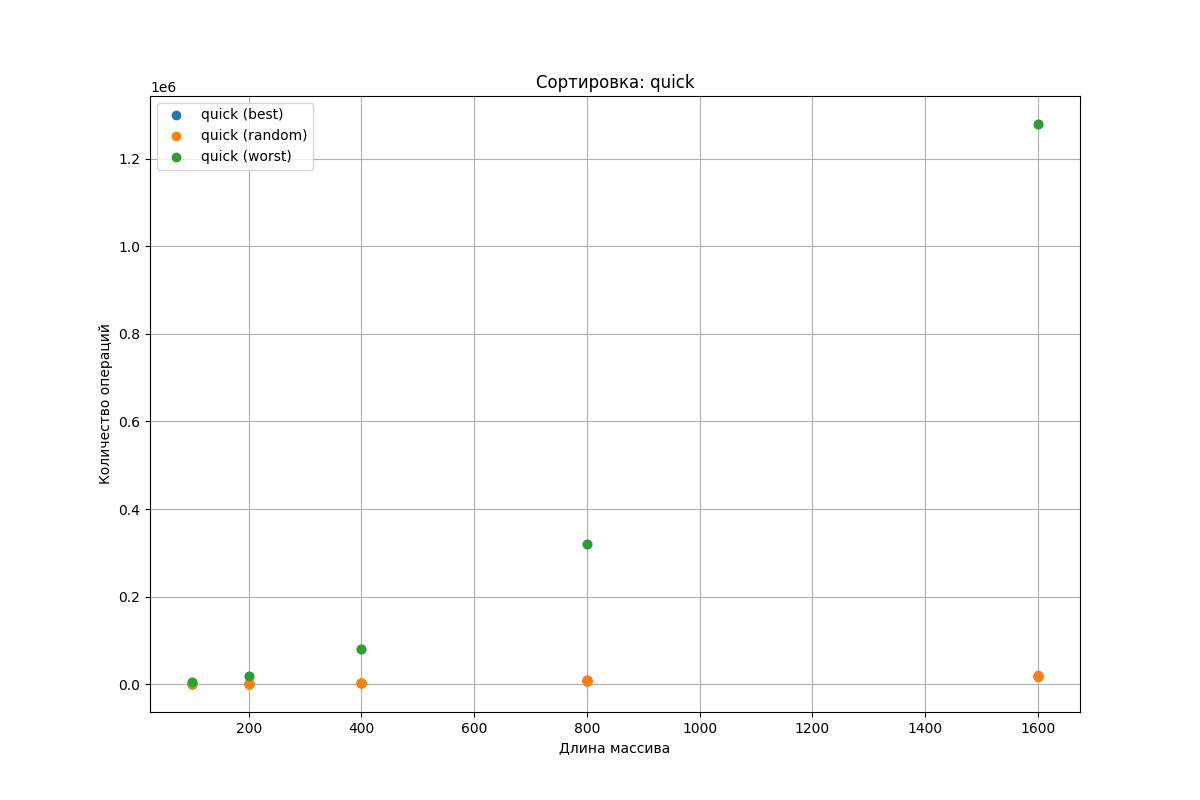 Сортировка: quick
1e6
quick (best)
quick (random)
quick (worst)
1.2
1.0
0.8
0.6
0.4
0.2
0.0
Количество операций
200 400 600 800 1000 1200 1400 1600
Длина массива